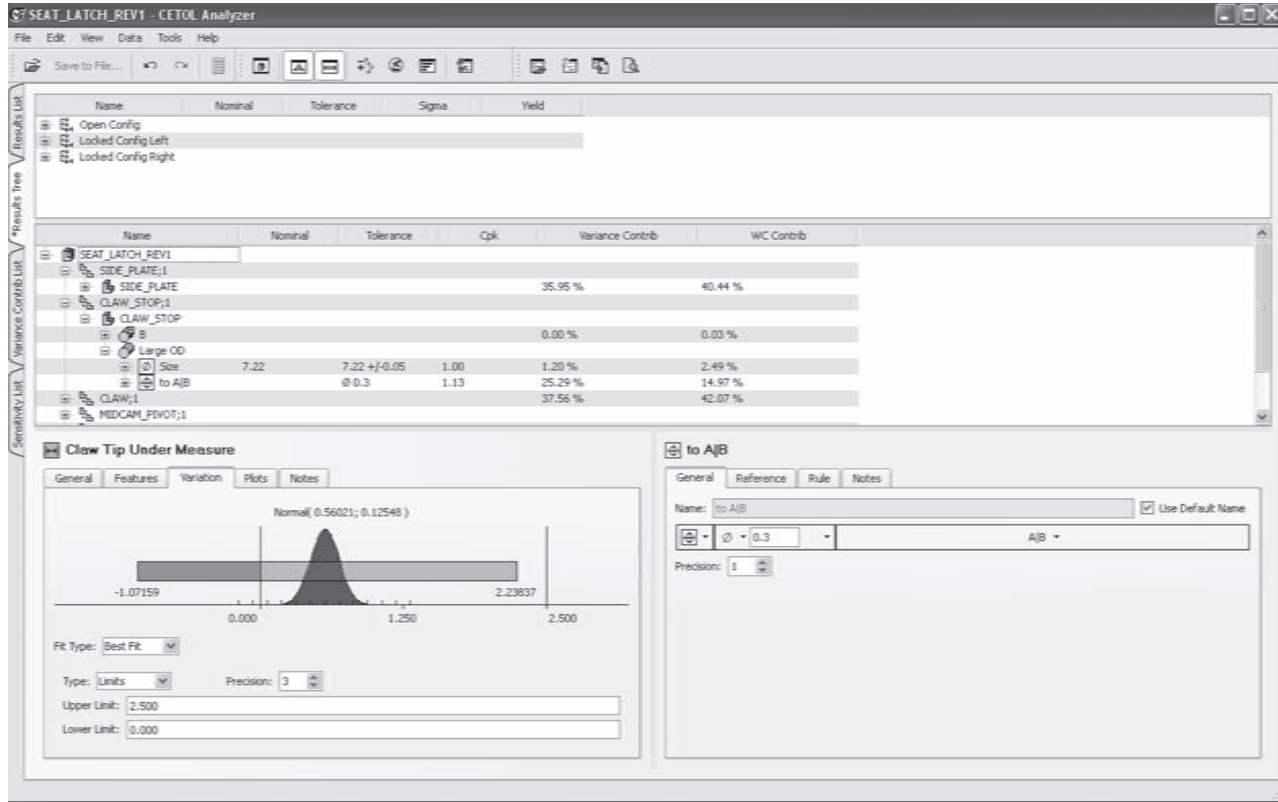 SEAT_LATCH_REV1 - CETOL Analyzer
File Edit View Data Tools Help
Save to File...
Results List
*Results Tree
Variance Contrib List
Sensitivity List
Name Nominal Tolerance Sigma Yield
Open Config
Locked Config Left
Locked Config Right
Name Nominal Tolerance Cpk Variance Contrib WC Contrib
SEAT_LATCH_REV1
SIDE_PLATE;1
SIDE_PLATE 35.95 % 40.44 %
CLAW_STOP;1
CLAW_STOP
B 0.00 % 0.03 %
Large OD
Size 7.22 7.22 +/-0.05 1.00 1.20 % 2.49 %
to A|B Ø 0.3 1.13 25.29 % 14.97 %
CLAW;1 37.56 % 42.07 %
MIDCAM_PIVOT;1
Claw Tip Under Measure
General Features Variation Plots Notes
Normal( 0.56021; 0.12548 )
-1.07159 2.23837
0.000 1.250 2.500
Fit Type: Best Fit
Type: Limits Precision: 3
Upper Limit: 2.500
Lower Limit: 0.000
to A|B
General Reference Rule Notes
Name: to A|B Use Default Name
Ø 0.3 A|B
Precision: 1